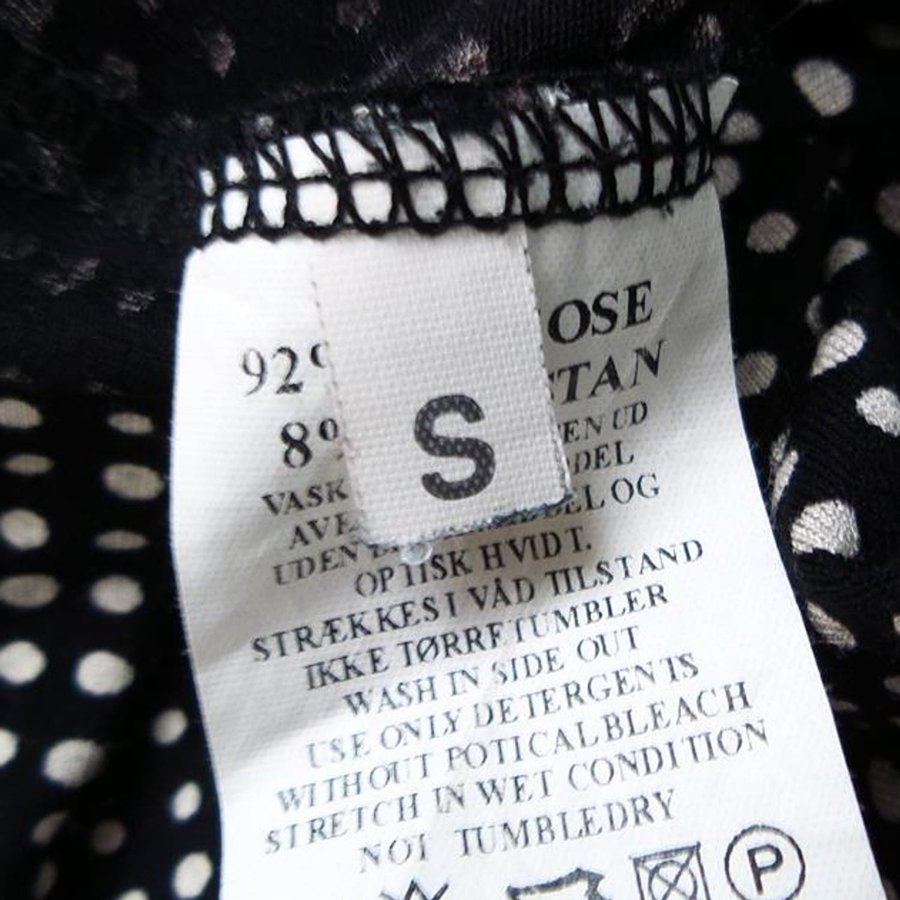 S
92%
OSE
8%
TAN
VASK
EN UD
AVE
DEL
UDEN
DEL OG
OPTISK HVIDT.
STRÆKKES I VÅD TILSTAND
IKKE TØRRETUMBLER
WASH IN SIDE OUT
USE ONLY DETERGENTS
WITHOUT POTICAL BLEACH
STRETCH IN WET CONDITION
NOT TUMBLEDRY
P